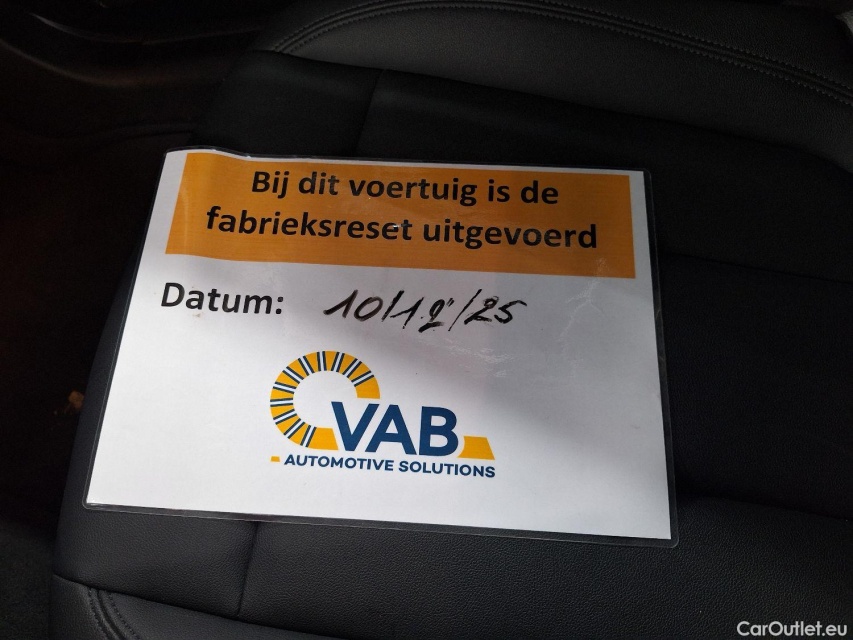 Bij dit voertuig is de
fabrieksreset uitgevoerd
Datum: 10/12/25
VAB
AUTOMOTIVE SOLUTIONS
CarOutlet.eu